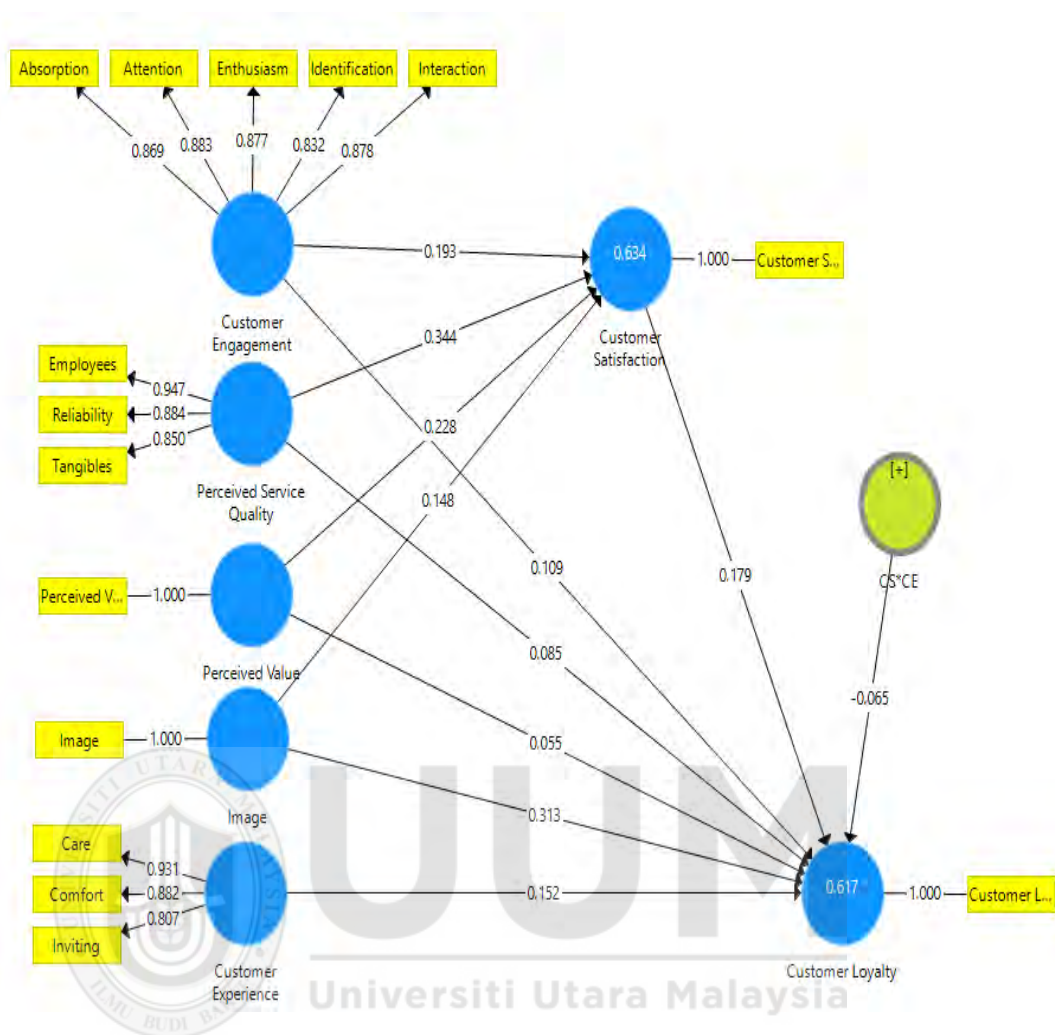 Absorption
Attention
Enthusiasm
Identification
Interaction
0.869
0.883
0.877
0.832
0.878
0.193
0.634
1.000
Customer S...
Customer
Engagement
Customer
Satisfaction
0.344
Employees
Reliability
Tangibles
0.947
0.884
0.850
0.228
Perceived Service
Quality
0.148
[+]
CS*CE
0.109
0.179
Perceived V...
1.000
0.085
-0.065
Perceived Value
0.055
Image
1.000
0.313
Image
Care
Comfort
Inviting
0.931
0.882
0.807
0.152
0.617
1.000
Customer L...
Customer
Experience
Customer Loyalty
UNIVERSITI UTARA MALAYSIA
UUM
Universiti Utara Malaysia